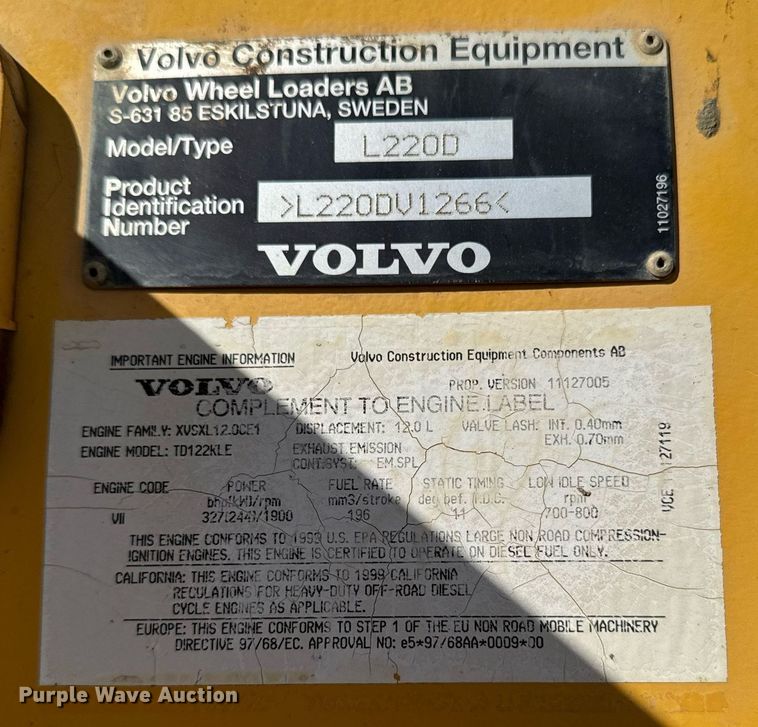 Volvo Construction Equipment
Volvo Wheel Loaders AB
S-631 85 ESKILSTUNA, SWEDEN
Model/Type L220D
Product Identification Number >L220DV1266<
11027196
VOLVO
IMPORTANT ENGINE INFORMATION Volvo Construction Equipment Components AB
VOLVO PROP. VERSION 11127005
COMPLEMENT TO ENGINE LABEL
ENGINE FAMILY: XVSXL12.0CE1 DISPLACEMENT: 12.0 L VALVE LASH: INT. 0.40mm
EXH. 0.70mm
ENGINE MODEL: TD122KLE EXHAUST EMISSION
CONT.SYST: EM.SPL
ENGINE CODE POWER FUEL RATE STATIC TIMING LOW IDLE SPEED
bhp(kW)/rpm mm3/stroke deg bef. T.D.C. rpm
VII 327(244)/1900 196 11 700-800
VCE 127119
THIS ENGINE CONFORMS TO U.S. EPA REGULATIONS LARGE NON ROAD COMPRESSION-
IGNITION ENGINES. THIS ENGINE IS CERTIFIED TO OPERATE ON DIESEL FUEL ONLY.
CALIFORNIA: THIS ENGINE CONFORMS TO 1999 CALIFORNIA
REGULATIONS FOR HEAVY-DUTY OFF-ROAD DIESEL
CYCLE ENGINES AS APPLICABLE.
EUROPE: THIS ENGINE CONFORMS TO STEP 1 OF THE EU NON ROAD MOBILE MACHINERY
DIRECTIVE 97/68/EC. APPROVAL NO: e5*97/68AA*0009*00
Purple Wave Auction